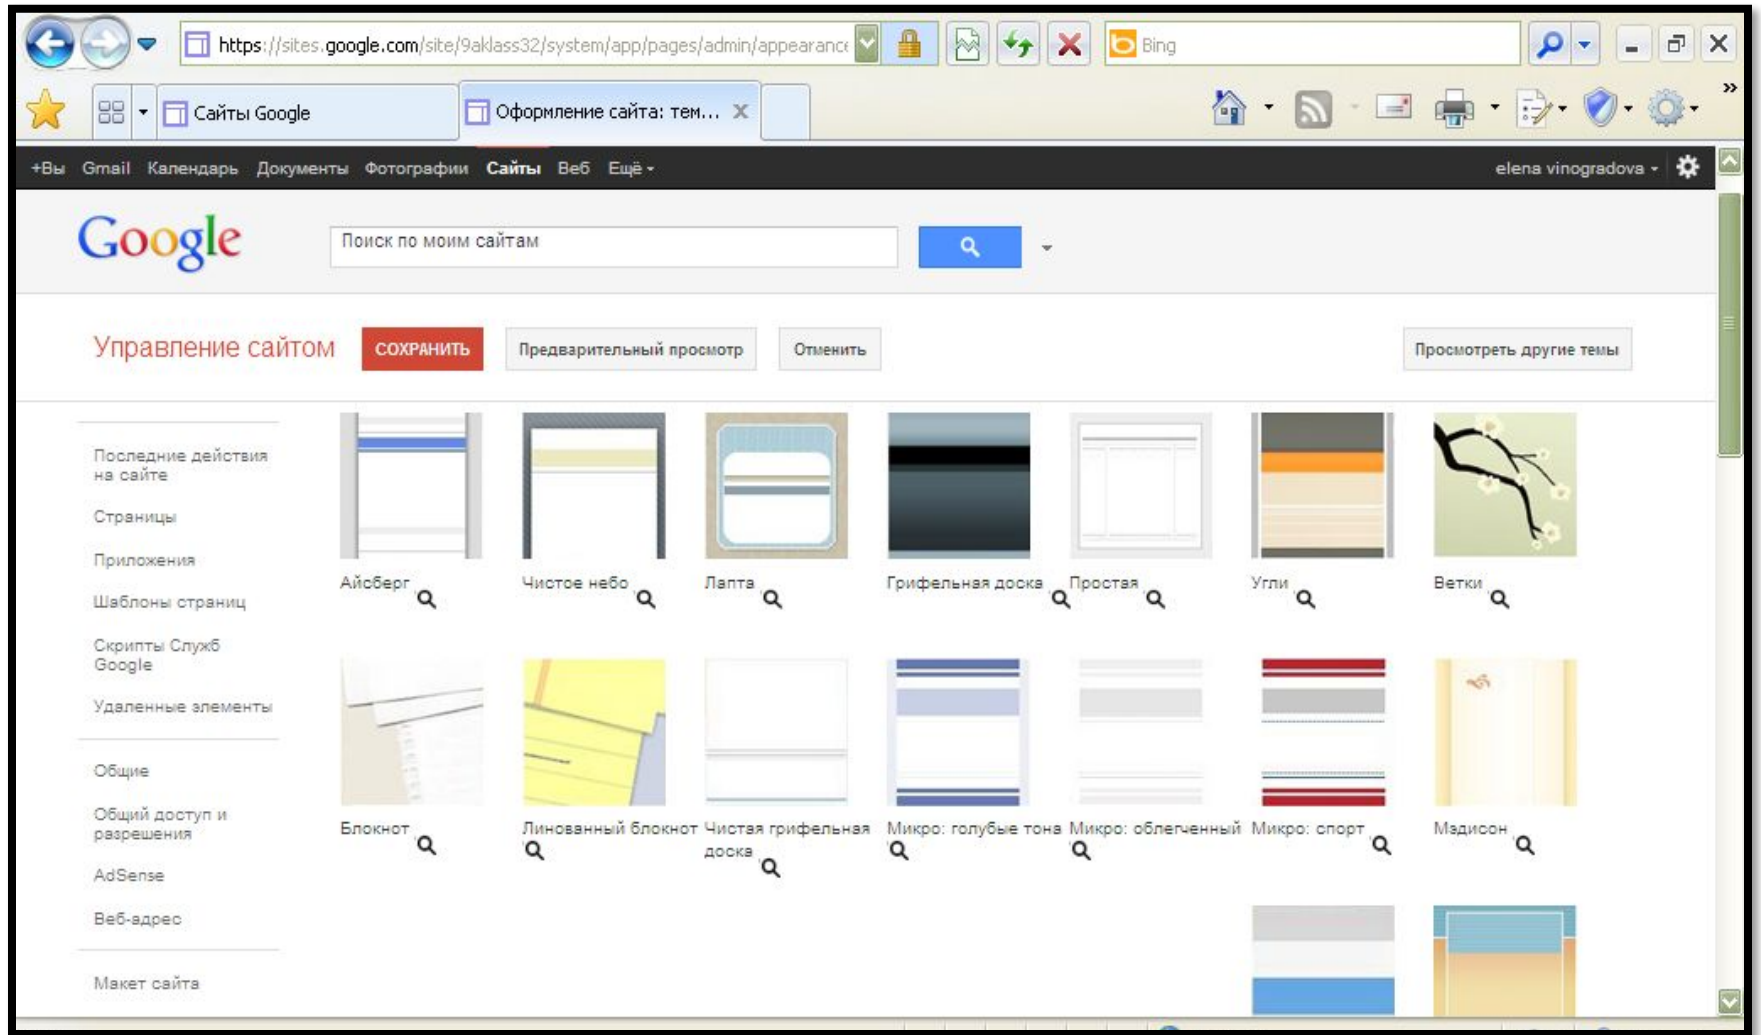 https://sites.google.com/site/9aklass32/system/app/pages/admin/appearance
Bing
Сайты Google
Оформление сайта: тем...
+Вы Gmail Календарь Документы Фотографии Сайты Веб Ещё
elena vinogradova
Google
Поиск по моим сайтам
Управление сайтом
СОХРАНИТЬ
Предварительный просмотр
Отменить
Просмотреть другие темы
Последние действия
на сайте
Страницы
Приложения
Шаблоны страниц
Скрипты Служб
Google
Удаленные элементы
Общие
Общий доступ и
разрешения
AdSense
Веб-адрес
Макет сайта
Айсберг
Чистое небо
Лапта
Грифельная доска
Простая
Угли
Ветки
Блокнот
Линованный блокнот
Чистая грифельная
доска
Микро: голубые тона
Микро: облегченный
Микро: спорт
Мэдисон